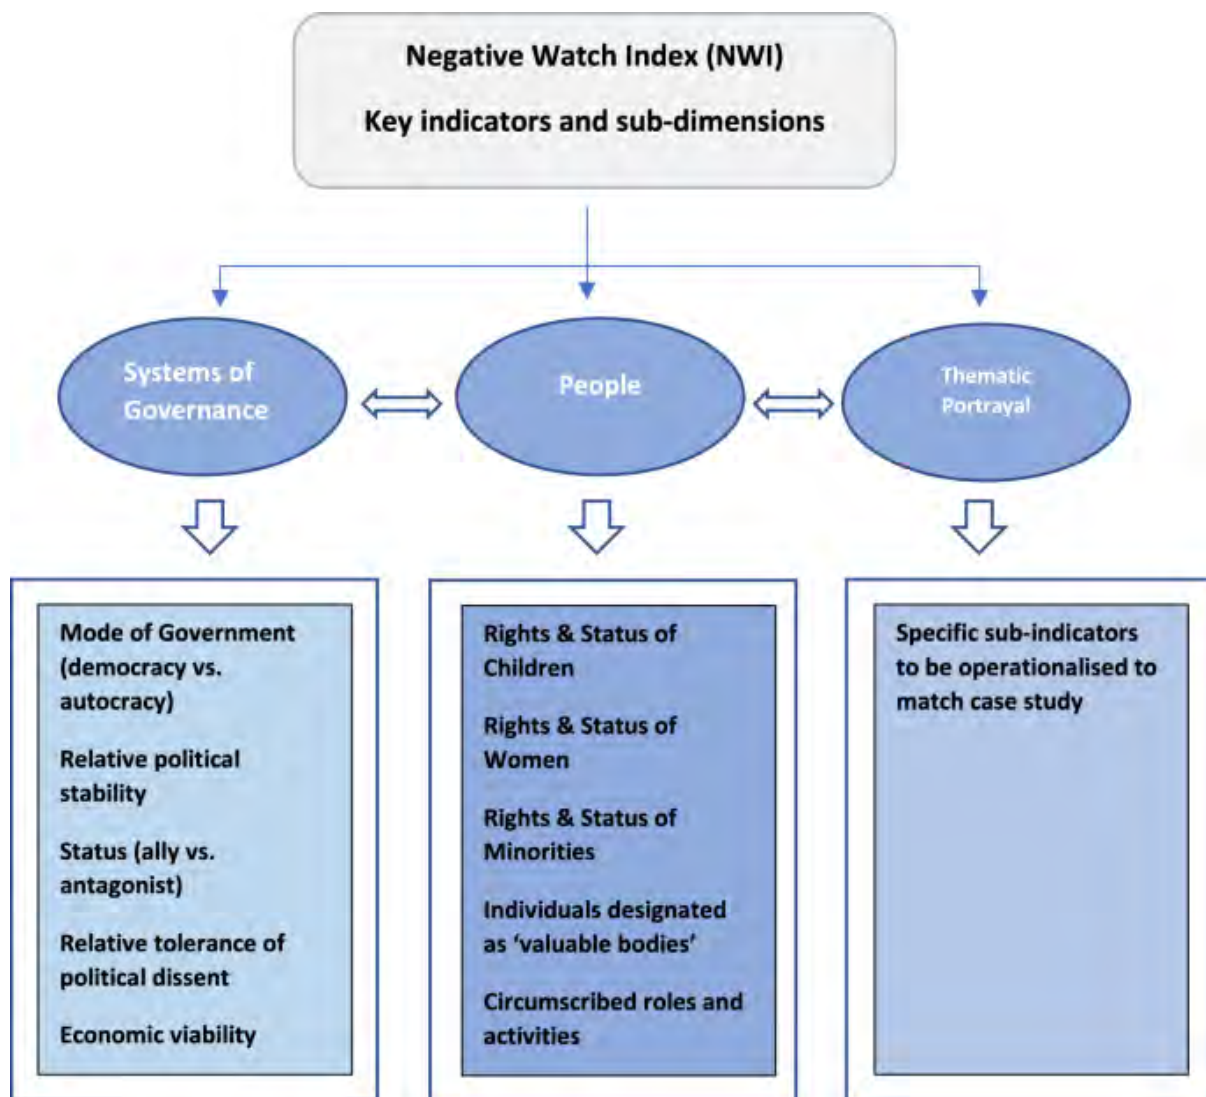 Negative Watch Index (NWI)
Key indicators and sub-dimensions
Systems of
Governance
People
Thematic
Portrayal
Mode of Government
(democracy vs.
autocracy)
Relative political
stability
Status (ally vs.
antagonist)
Relative tolerance of
political dissent
Economic viability
Rights & Status of
Children
Rights & Status of
Women
Rights & Status of
Minorities
Individuals designated
as ‘valuable bodies’
Circumscribed roles and
activities
Specific sub-indicators
to be operationalised to
match case study